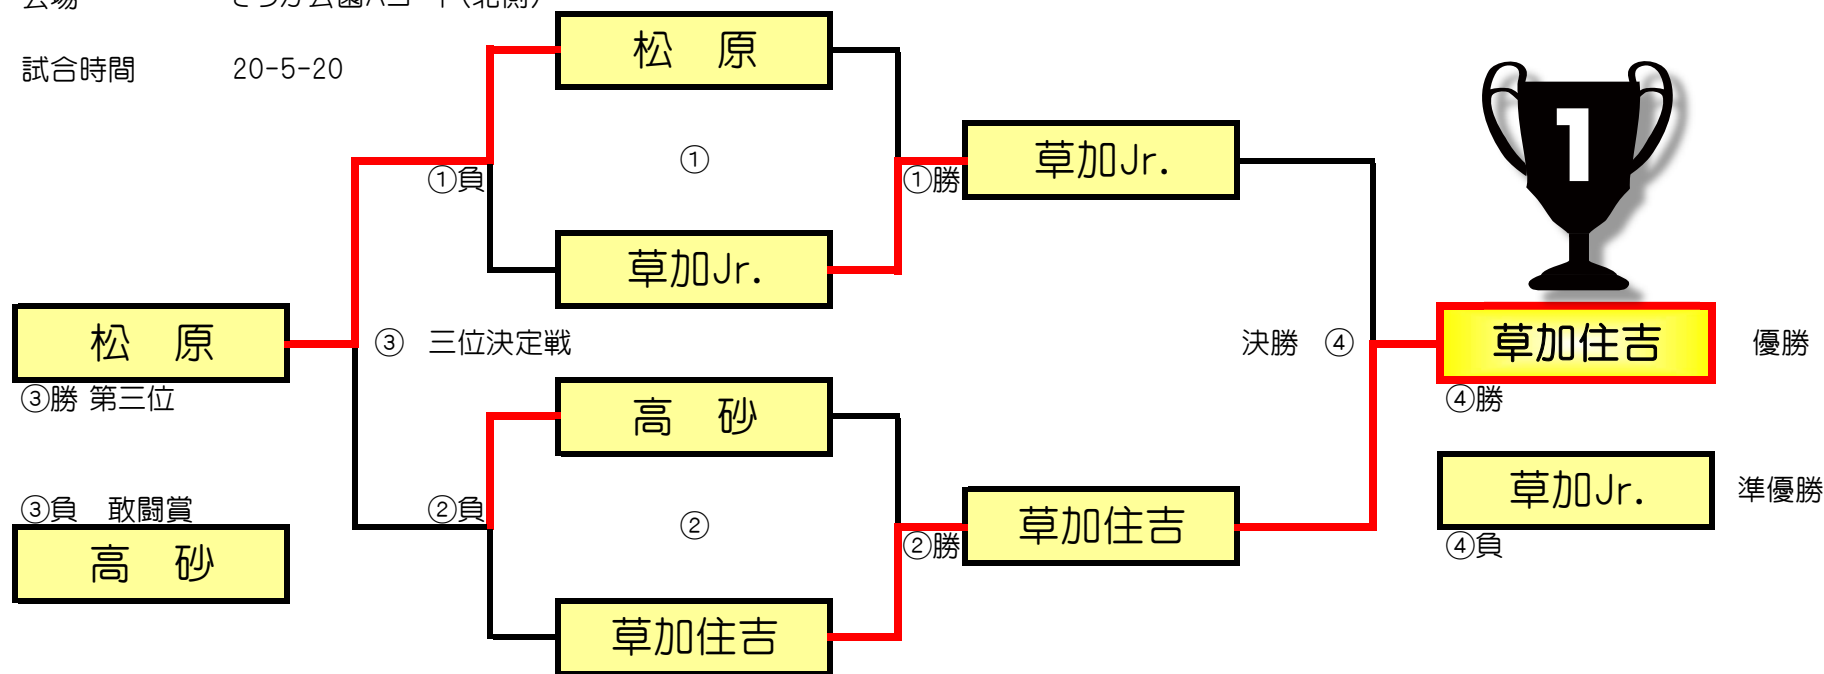 試合時間 20-5-20
松 原
①
草加Jr.
①負
①勝
草加Jr.
1
松 原
③勝 第三位
③ 三位決定戦
決勝 ④
草加住吉
優勝
④勝
高 砂
②
草加住吉
②負
②勝
草加住吉
③負 敢闘賞
高 砂
草加Jr.
準優勝
④負